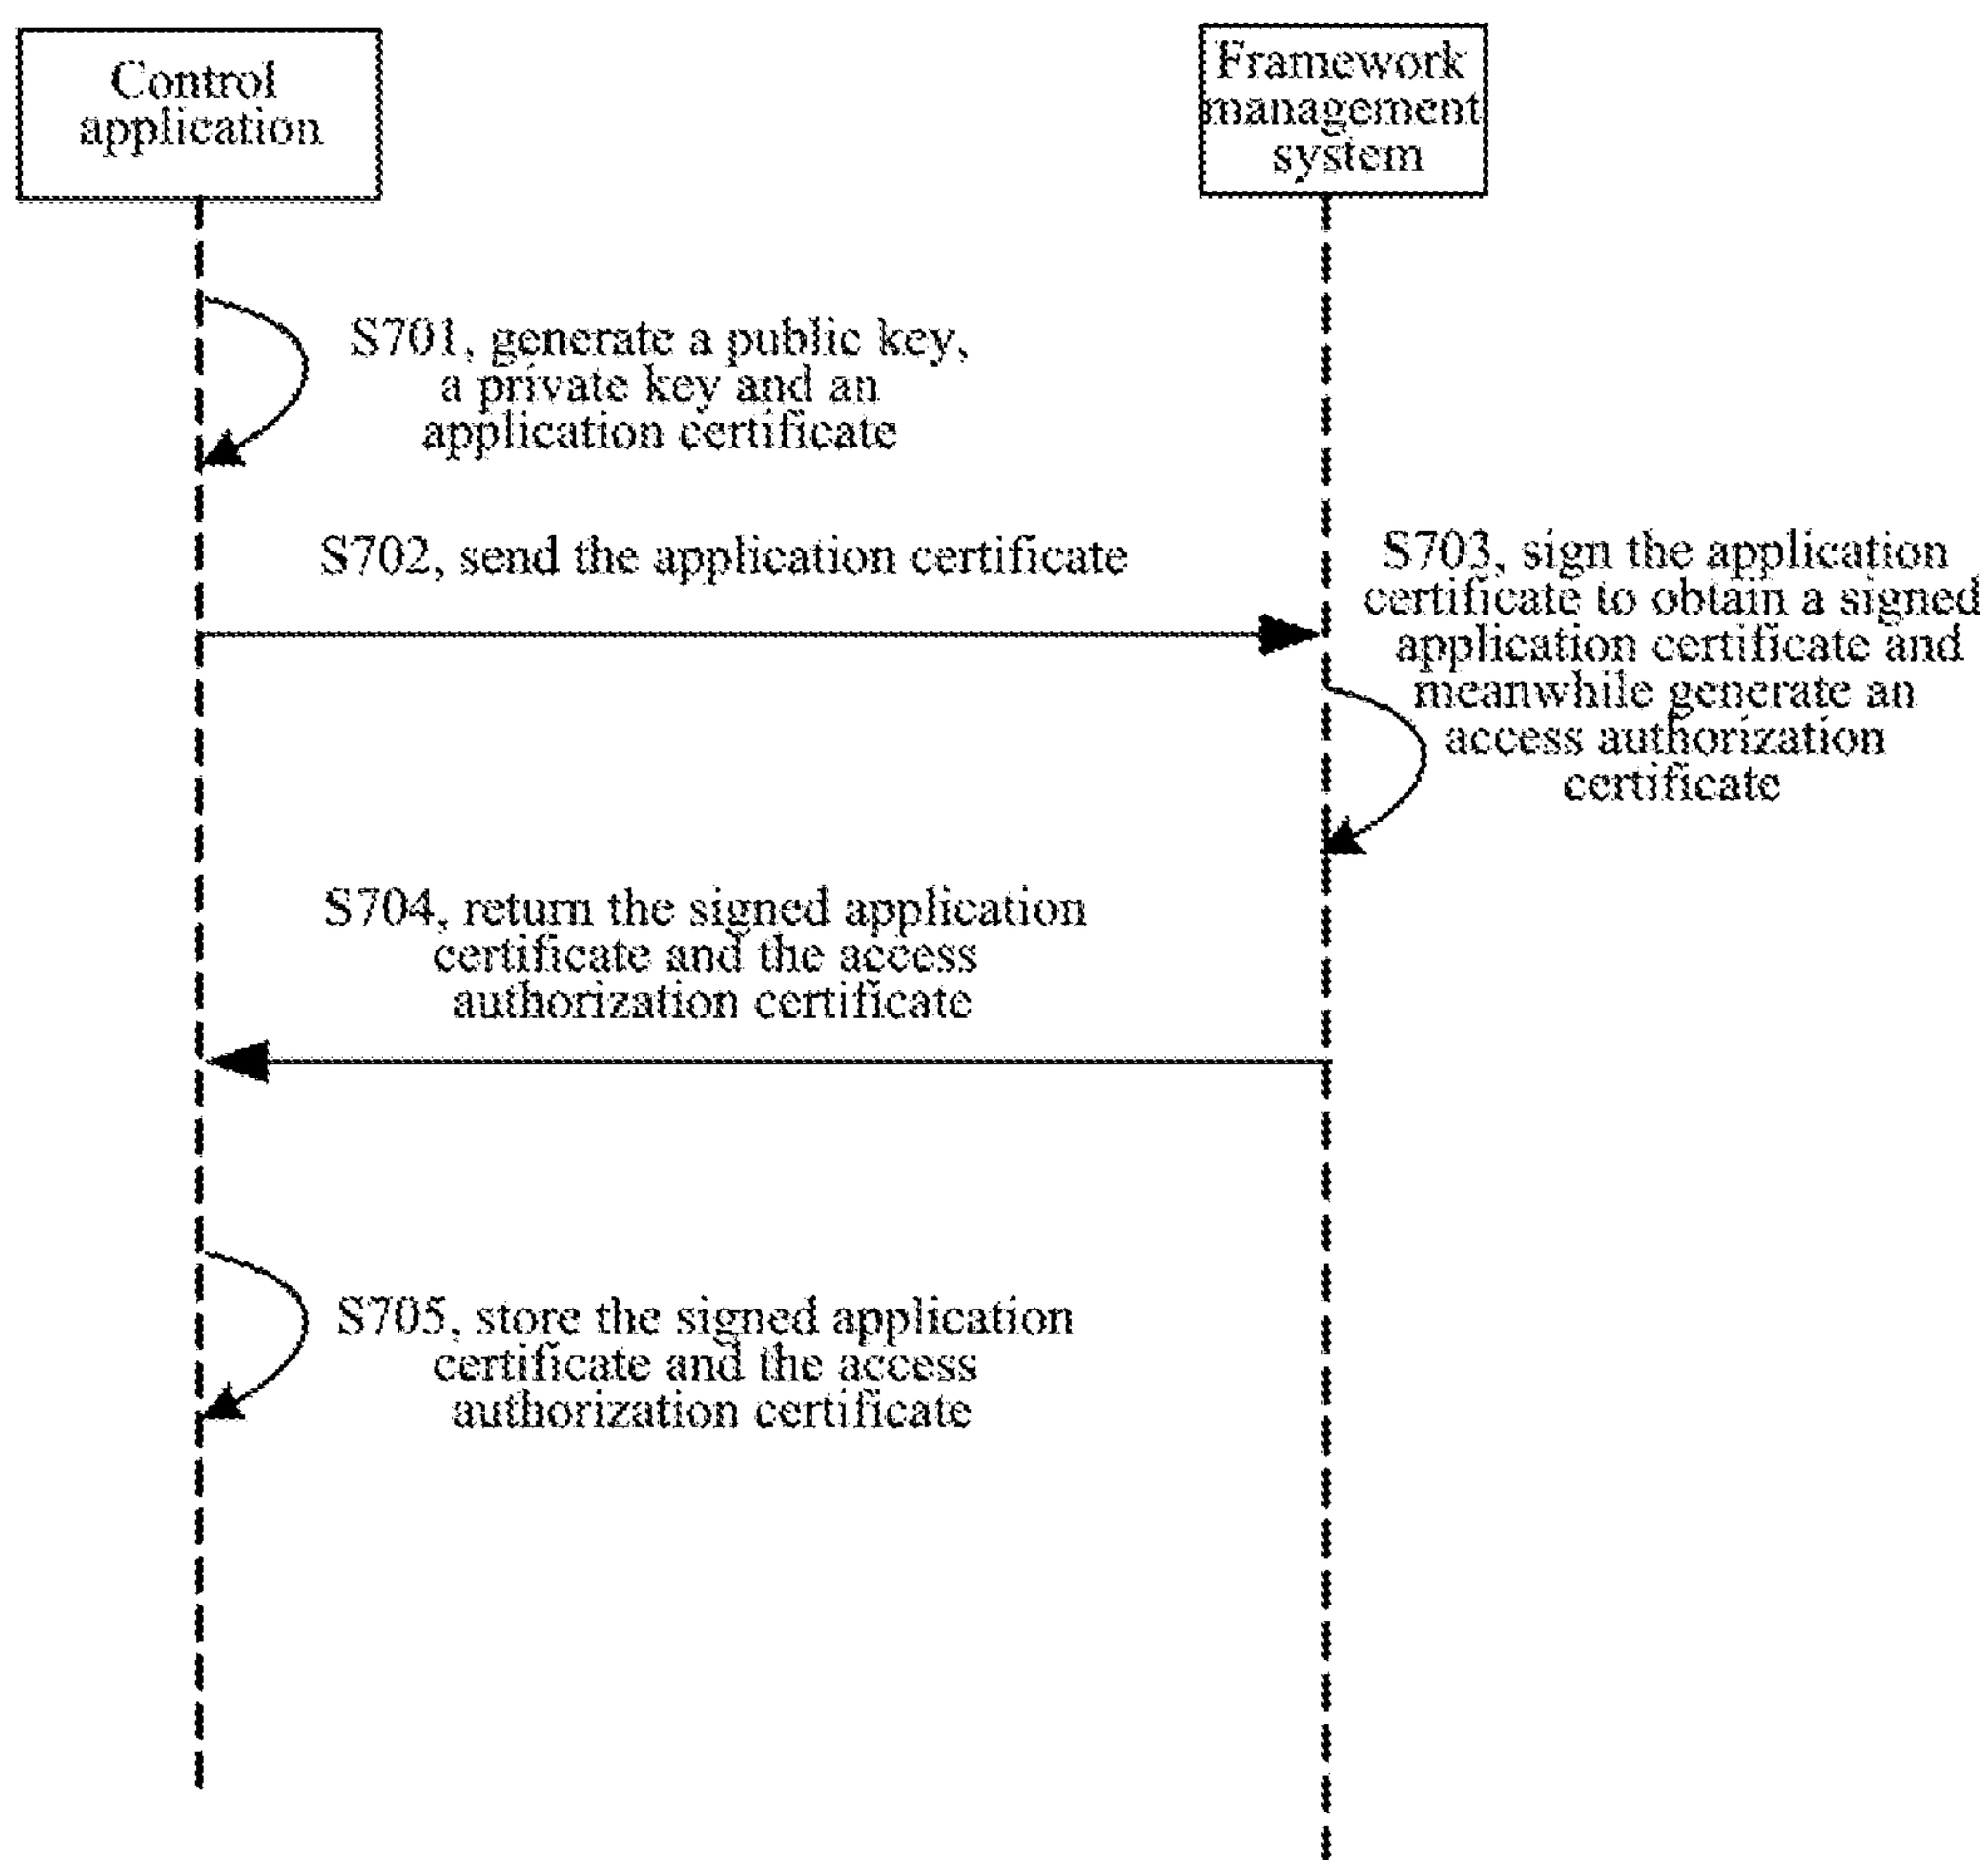 Control
application
Framework
management
system
S701, generate a public key,
a private key and an
application certificate
S702, send the application certificate
S703, sign the application
certificate to obtain a signed
application certificate and
meanwhile generate an
access authorization
certificate
S704, return the signed application
certificate and the access
authorization certificate
S705, store the signed application
certificate and the access
authorization certificate